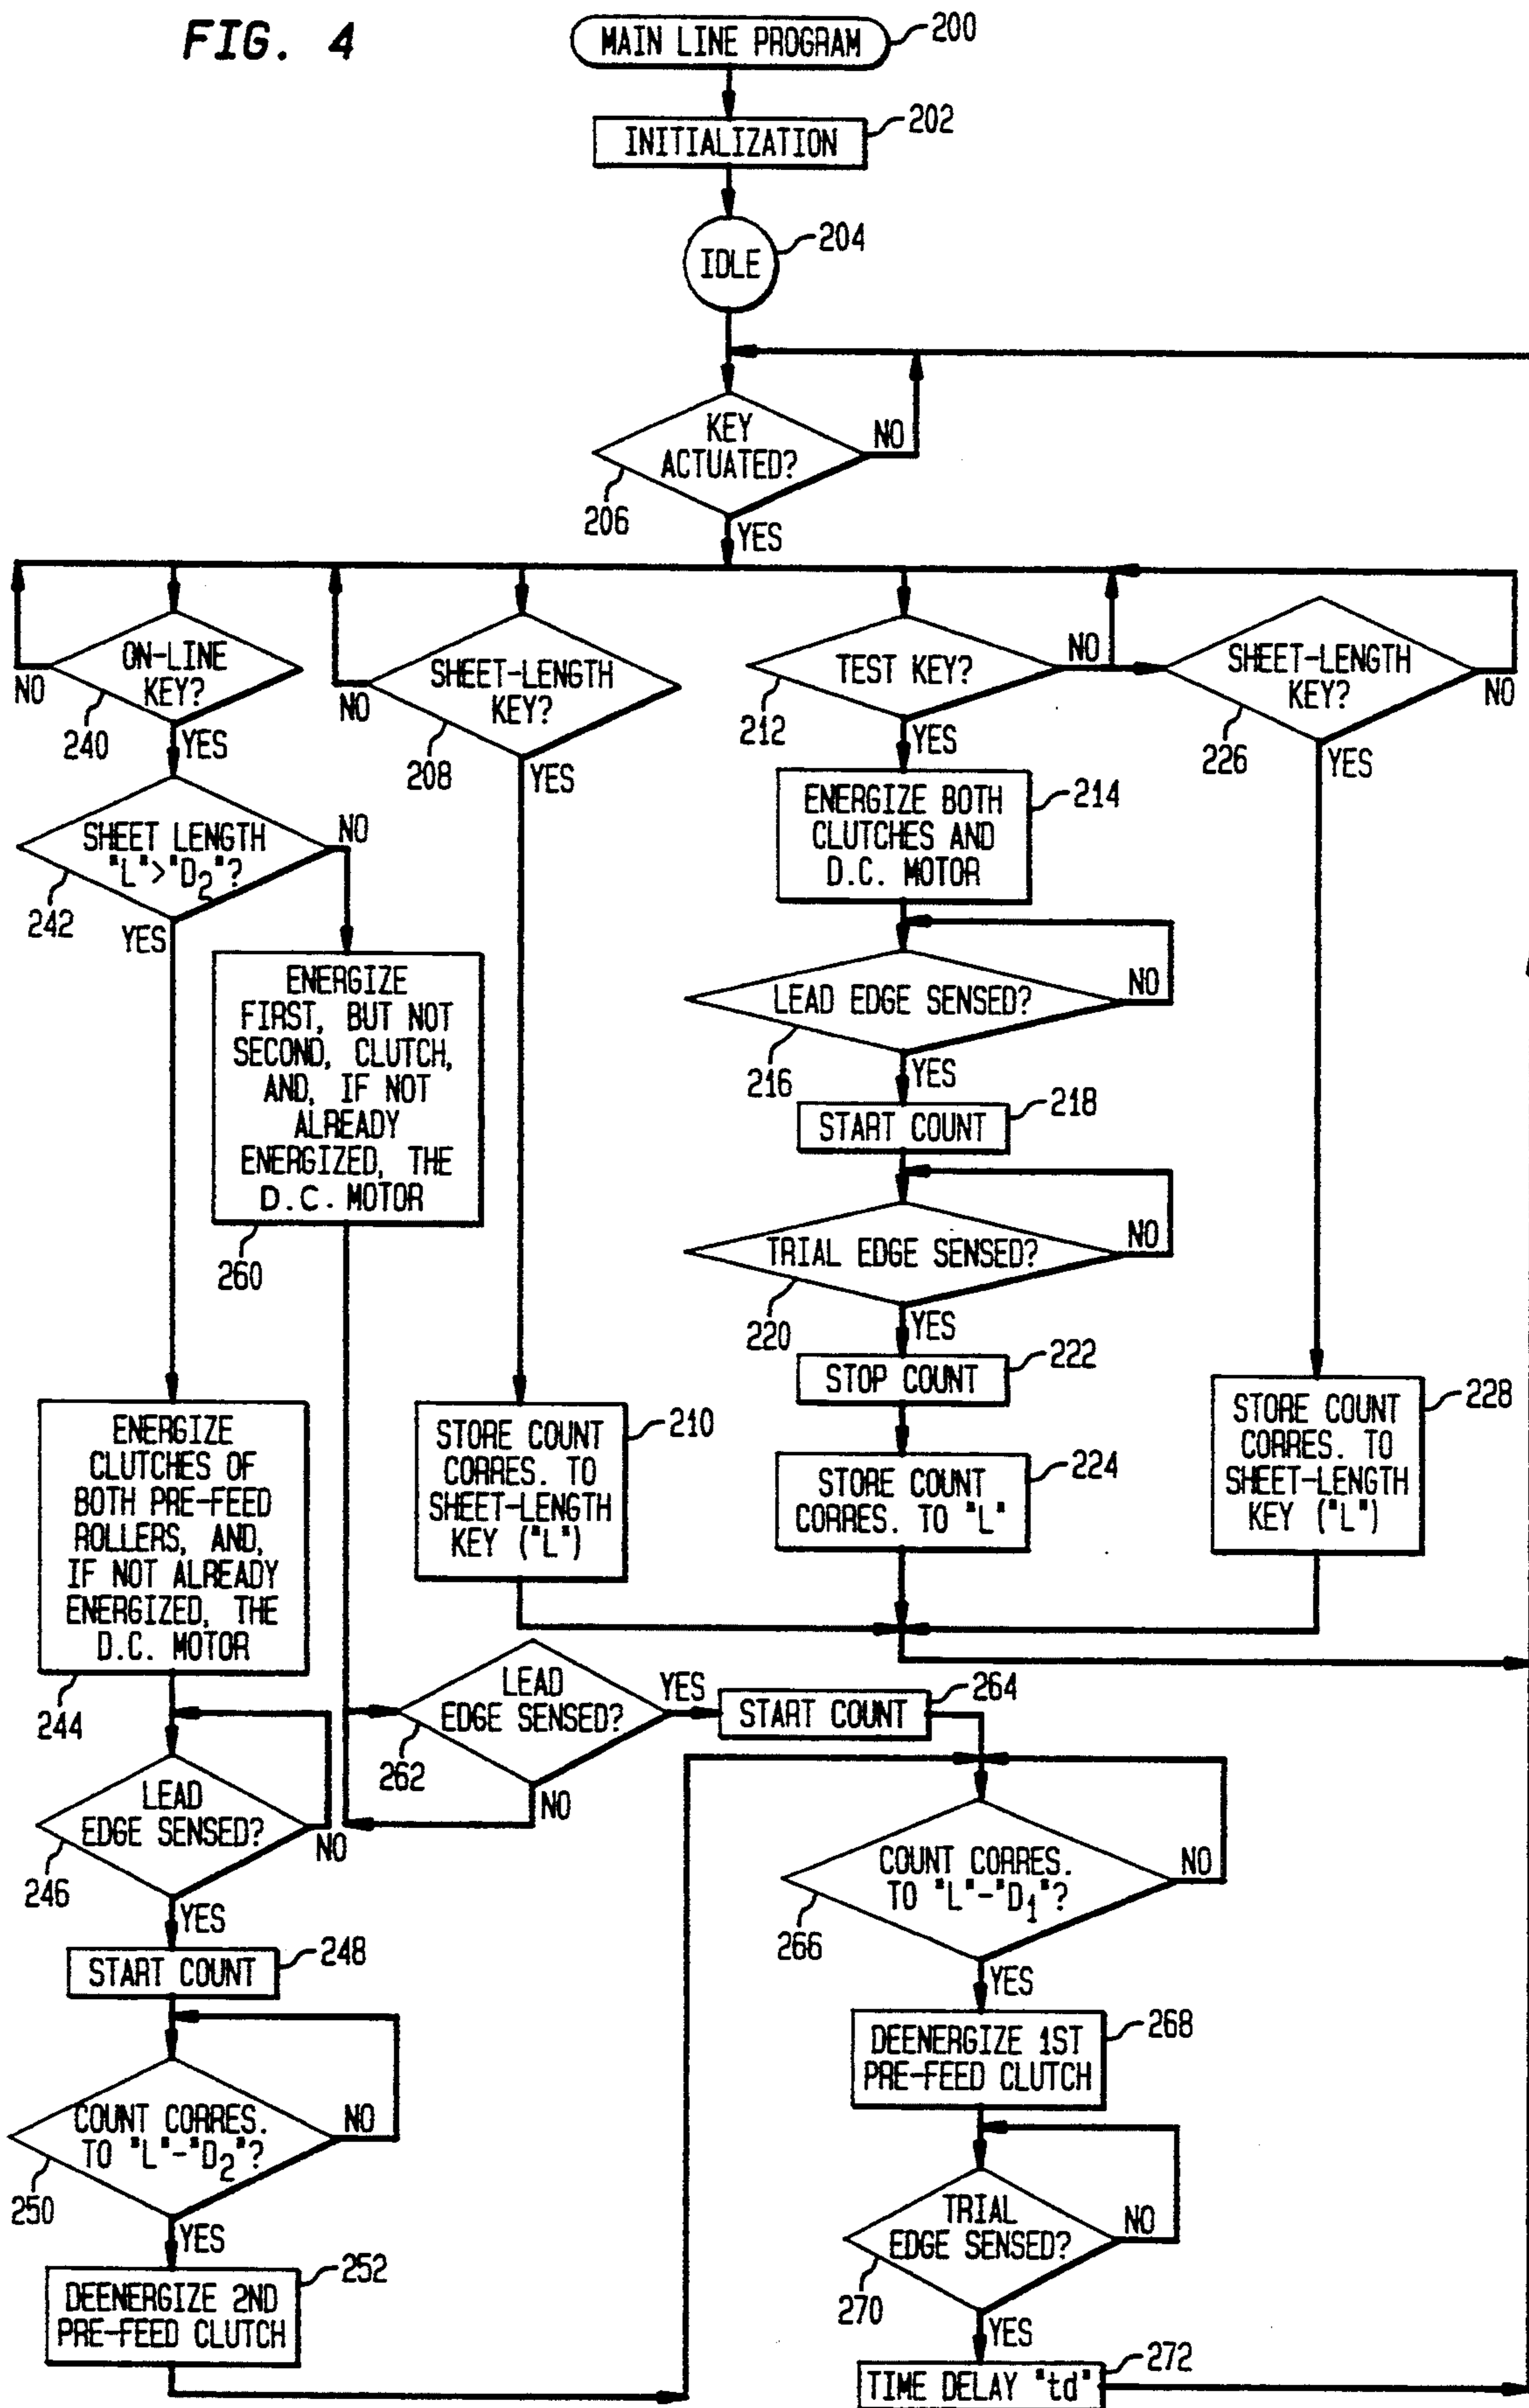 FIG. 4
MAIN LINE PROGRAM
200
INITIALIZATION
202
IDLE
204
KEY
ACTUATED?
NO
206
YES
ON-LINE
KEY?
NO
240
YES
SHEET-LENGTH
KEY?
NO
208
YES
TEST KEY?
NO
212
YES
SHEET-LENGTH
KEY?
NO
226
YES
SHEET LENGTH
"L">"D2"?
NO
242
YES
ENERGIZE BOTH
CLUTCHES AND
D.C. MOTOR
214
ENERGIZE
FIRST, BUT NOT
SECOND, CLUTCH,
AND, IF NOT
ALREADY
ENERGIZED, THE
D.C. MOTOR
260
LEAD EDGE SENSED?
NO
216
YES
START COUNT
218
TRIAL EDGE SENSED?
NO
220
YES
STOP COUNT
222
STORE COUNT
CORRES. TO "L"
224
ENERGIZE
CLUTCHES OF
BOTH PRE-FEED
ROLLERS, AND,
IF NOT ALREADY
ENERGIZED, THE
D.C. MOTOR
244
STORE COUNT
CORRES. TO
SHEET-LENGTH
KEY ("L")
210
STORE COUNT
CORRES. TO
SHEET-LENGTH
KEY ("L")
228
LEAD
EDGE SENSED?
YES
262
NO
START COUNT
264
LEAD
EDGE SENSED?
NO
246
YES
START COUNT
248
COUNT CORRES.
TO "L"-"D2"?
NO
250
YES
DEENERGIZE 2ND
PRE-FEED CLUTCH
252
COUNT CORRES.
TO "L"-"D1"?
NO
266
YES
DEENERGIZE 1ST
PRE-FEED CLUTCH
268
TRIAL
EDGE SENSED?
NO
270
YES
TIME DELAY "td"
272